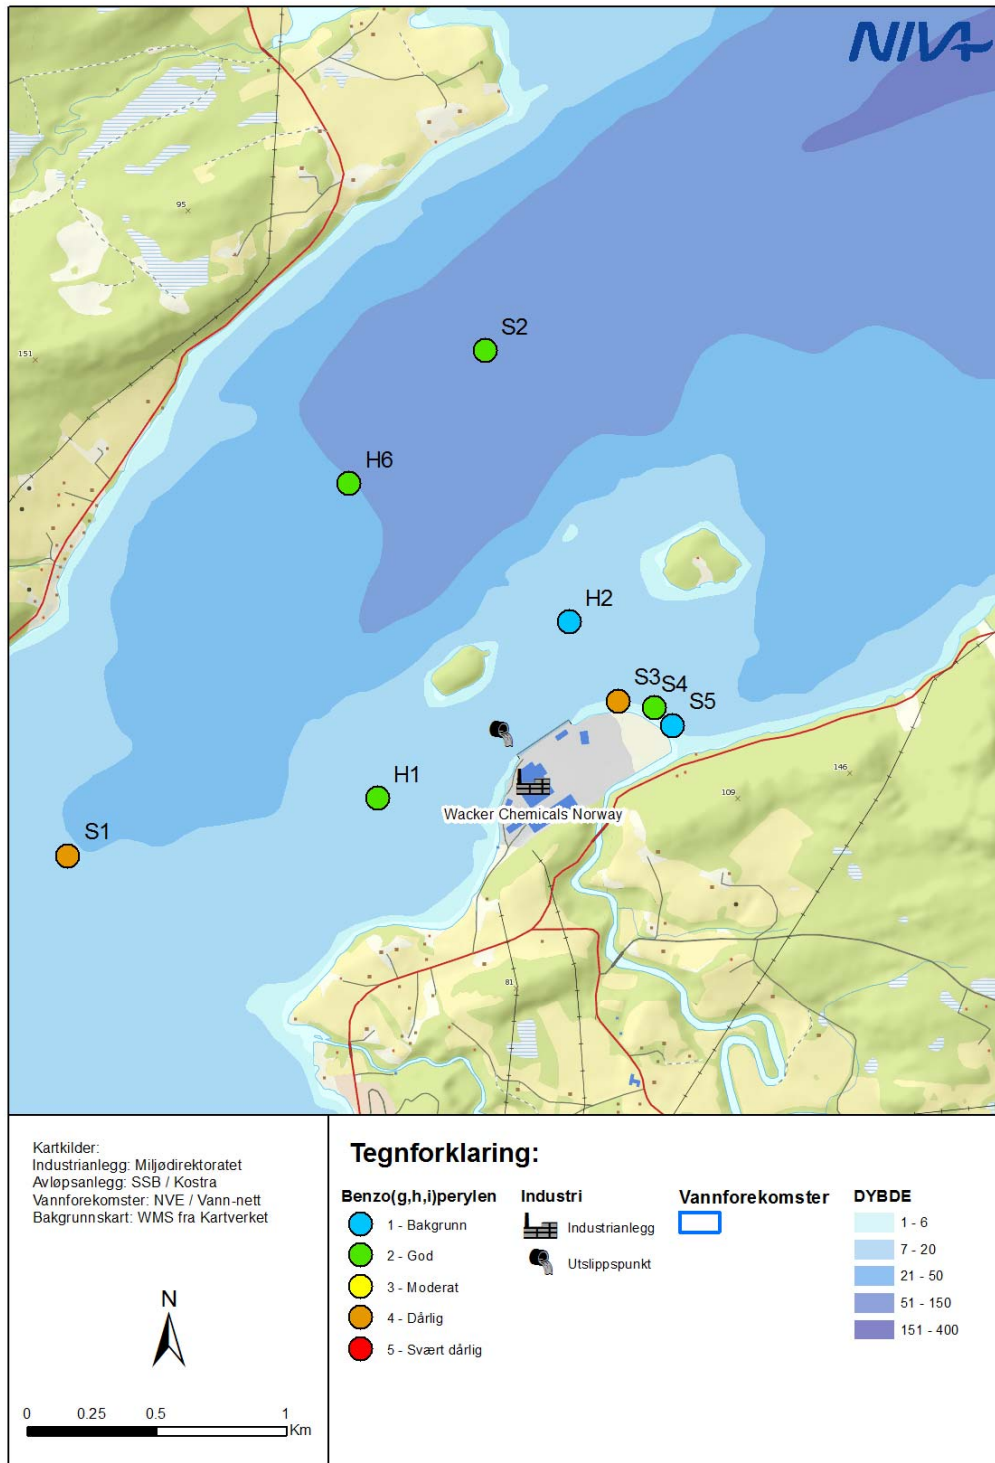 NIVA
95
151
S2
H6
H2
S3
S4
S5
H1
Wacker Chemicals Norway
146
109
S1
81
Kartkilder:
Industrianlegg: Miljødirektoratet
Avløpsanlegg: SSB / Kostra
Vannforekomster: NVE / Vann-nett
Bakgrunnskart: WMS fra Kartverket
N
0 0.25 0.5 1
Km
Tegnforklaring:
Benzo(g,h,i)perylen
1 - Bakgrunn
2 - God
3 - Moderat
4 - Dårlig
5 - Svært dårlig
Industri
Industrianlegg
Utslippspunkt
Vannforekomster
DYBDE
1 - 6
7 - 20
21 - 50
51 - 150
151 - 400